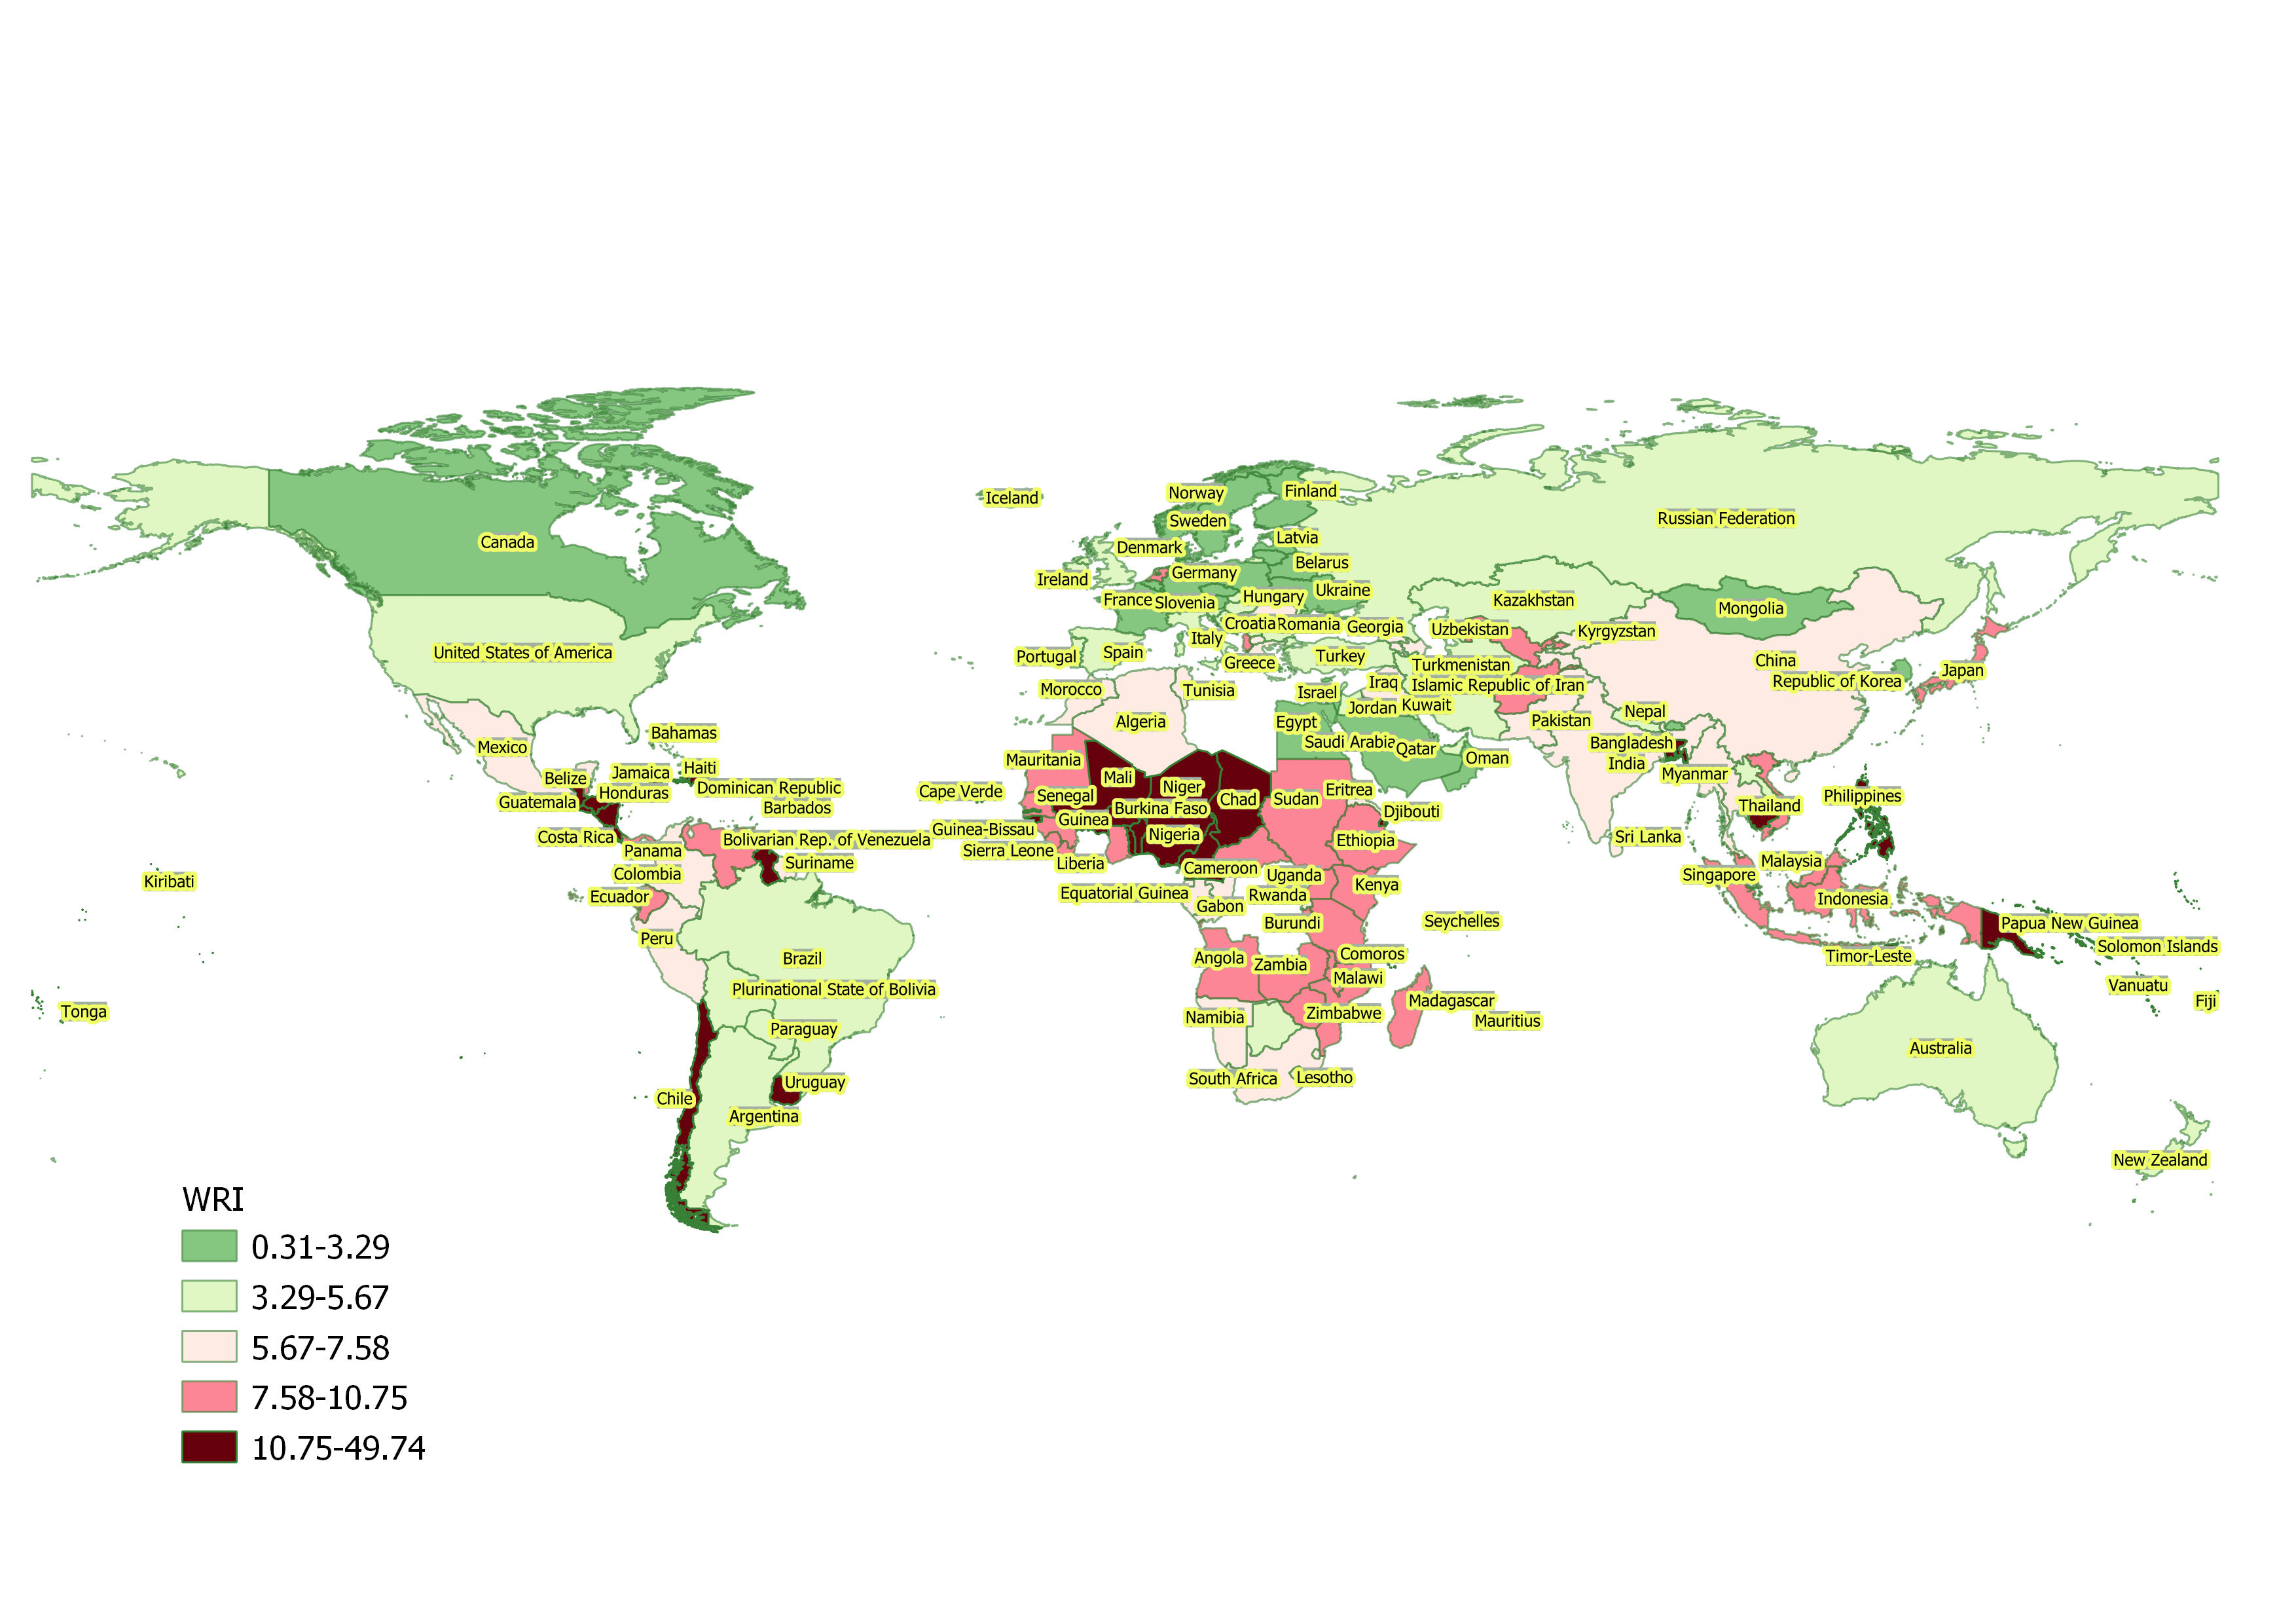 Iceland
Norway
Finland
Sweden
Russian Federation
Canada
Latvia
Denmark
Belarus
Germany
Ireland
Ukraine
Hungary
France
Slovenia
Kazakhstan
Mongolia
Croatia
Romania
Georgia
Uzbekistan
Kyrgyzstan
Italy
United States of America
Spain
Portugal
Greece
Turkey
Turkmenistan
China
Japan
Republic of Korea
Iraq
Islamic Republic of Iran
Morocco
Tunisia
Israel
Jordan
Kuwait
Nepal
Algeria
Egypt
Pakistan
Bahamas
Saudi Arabia
Qatar
Bangladesh
Mexico
Mauritania
Oman
India
Haiti
Jamaica
Belize
Myanmar
Mali
Niger
Dominican Republic
Honduras
Cape Verde
Senegal
Eritrea
Philippines
Guatemala
Barbados
Burkina Faso
Chad
Sudan
Thailand
Djibouti
Guinea
Guinea-Bissau
Nigeria
Costa Rica
Bolivarian Rep. of Venezuela
Ethiopia
Sri Lanka
Panama
Sierra Leone
Suriname
Liberia
Malaysia
Cameroon
Colombia
Uganda
Singapore
Kiribati
Kenya
Equatorial Guinea
Ecuador
Rwanda
Indonesia
Gabon
Burundi
Seychelles
Papua New Guinea
Peru
Solomon Islands
Comoros
Timor-Leste
Brazil
Angola
Zambia
Malawi
Vanuatu
Plurinational State of Bolivia
Madagascar
Fiji
Tonga
Namibia
Zimbabwe
Mauritius
Paraguay
Australia
South Africa
Lesotho
Uruguay
Chile
Argentina
New Zealand
WRI
0.31-3.29
3.29-5.67
5.67-7.58
7.58-10.75
10.75-49.74